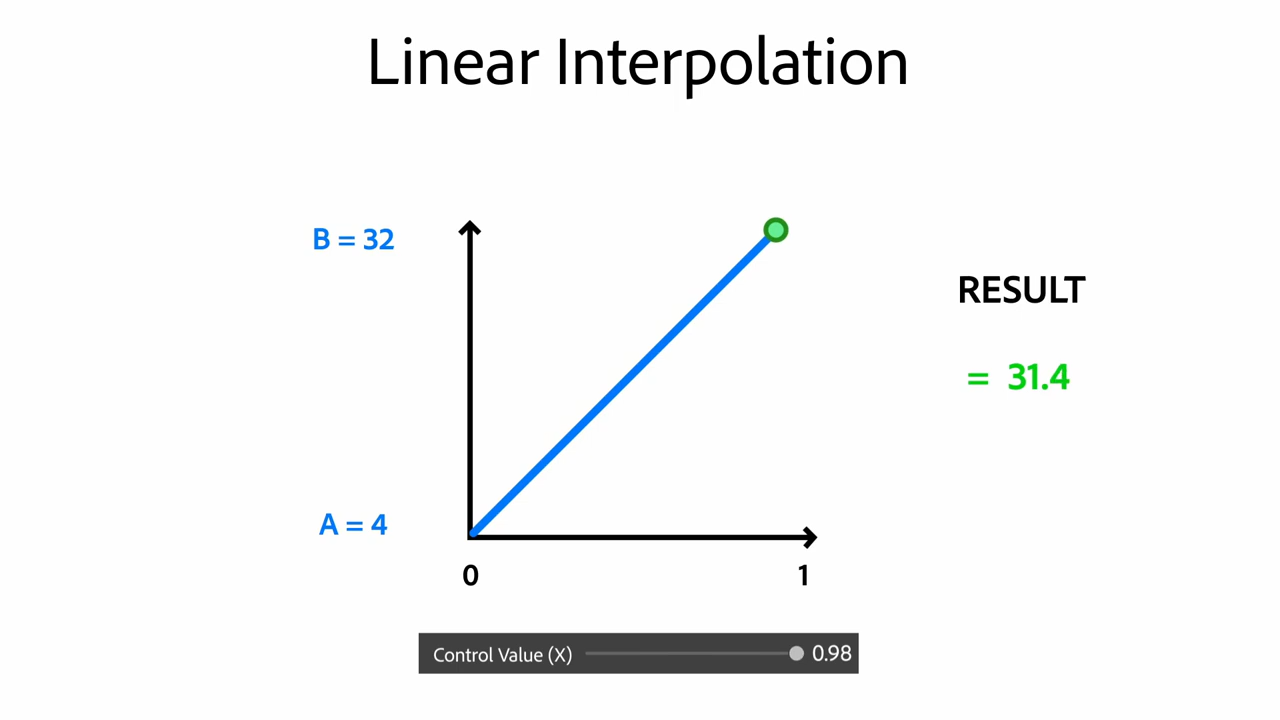 Linear Interpolation
B = 32
RESULT
= 31.4
A = 4
0
1
Control Value (X)
0.98